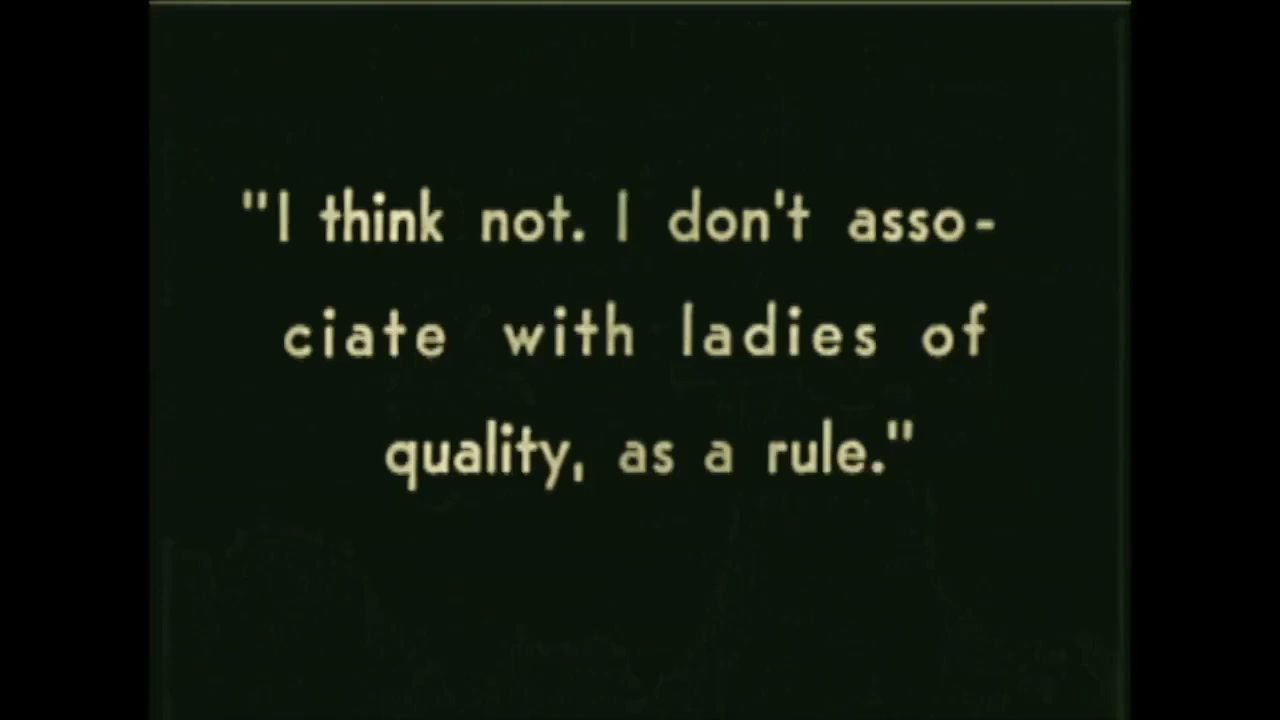 "I think not. I don't asso-
ciate with ladies of
quality, as a rule."